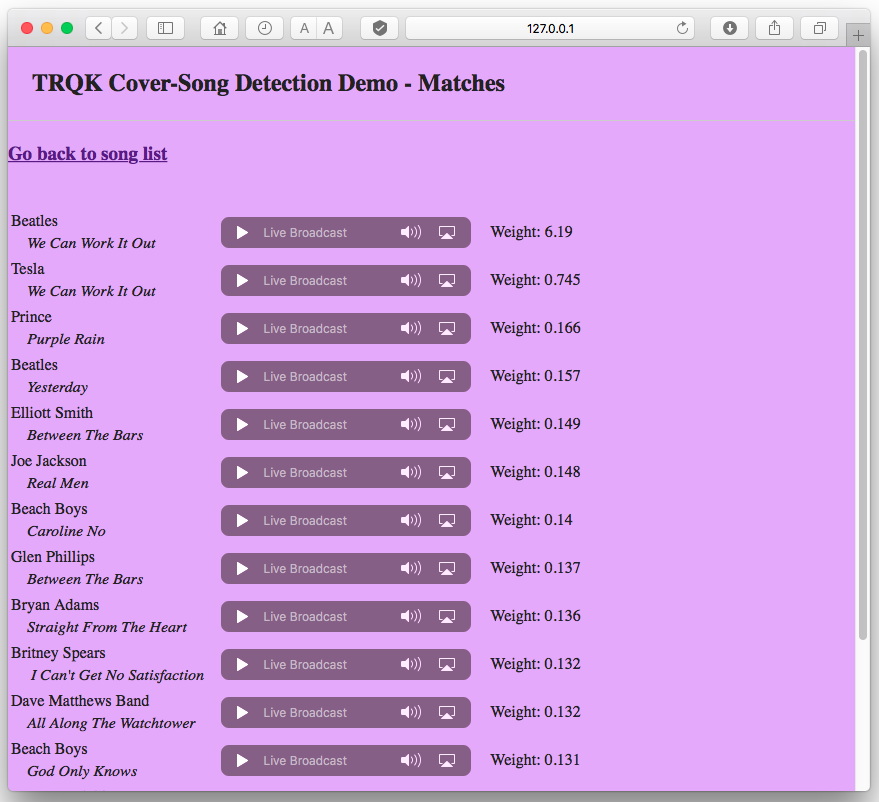 127.0.0.1
A A
TRQK Cover-Song Detection Demo - Matches
Go back to song list
Beatles
We Can Work It Out
Live Broadcast
Weight: 6.19
Tesla
We Can Work It Out
Live Broadcast
Weight: 0.745
Prince
Purple Rain
Live Broadcast
Weight: 0.166
Beatles
Yesterday
Live Broadcast
Weight: 0.157
Elliott Smith
Between The Bars
Live Broadcast
Weight: 0.149
Joe Jackson
Real Men
Live Broadcast
Weight: 0.148
Beach Boys
Caroline No
Live Broadcast
Weight: 0.14
Glen Phillips
Between The Bars
Live Broadcast
Weight: 0.137
Bryan Adams
Straight From The Heart
Live Broadcast
Weight: 0.136
Britney Spears
I Can't Get No Satisfaction
Live Broadcast
Weight: 0.132
Dave Matthews Band
All Along The Watchtower
Live Broadcast
Weight: 0.132
Beach Boys
God Only Knows
Live Broadcast
Weight: 0.131